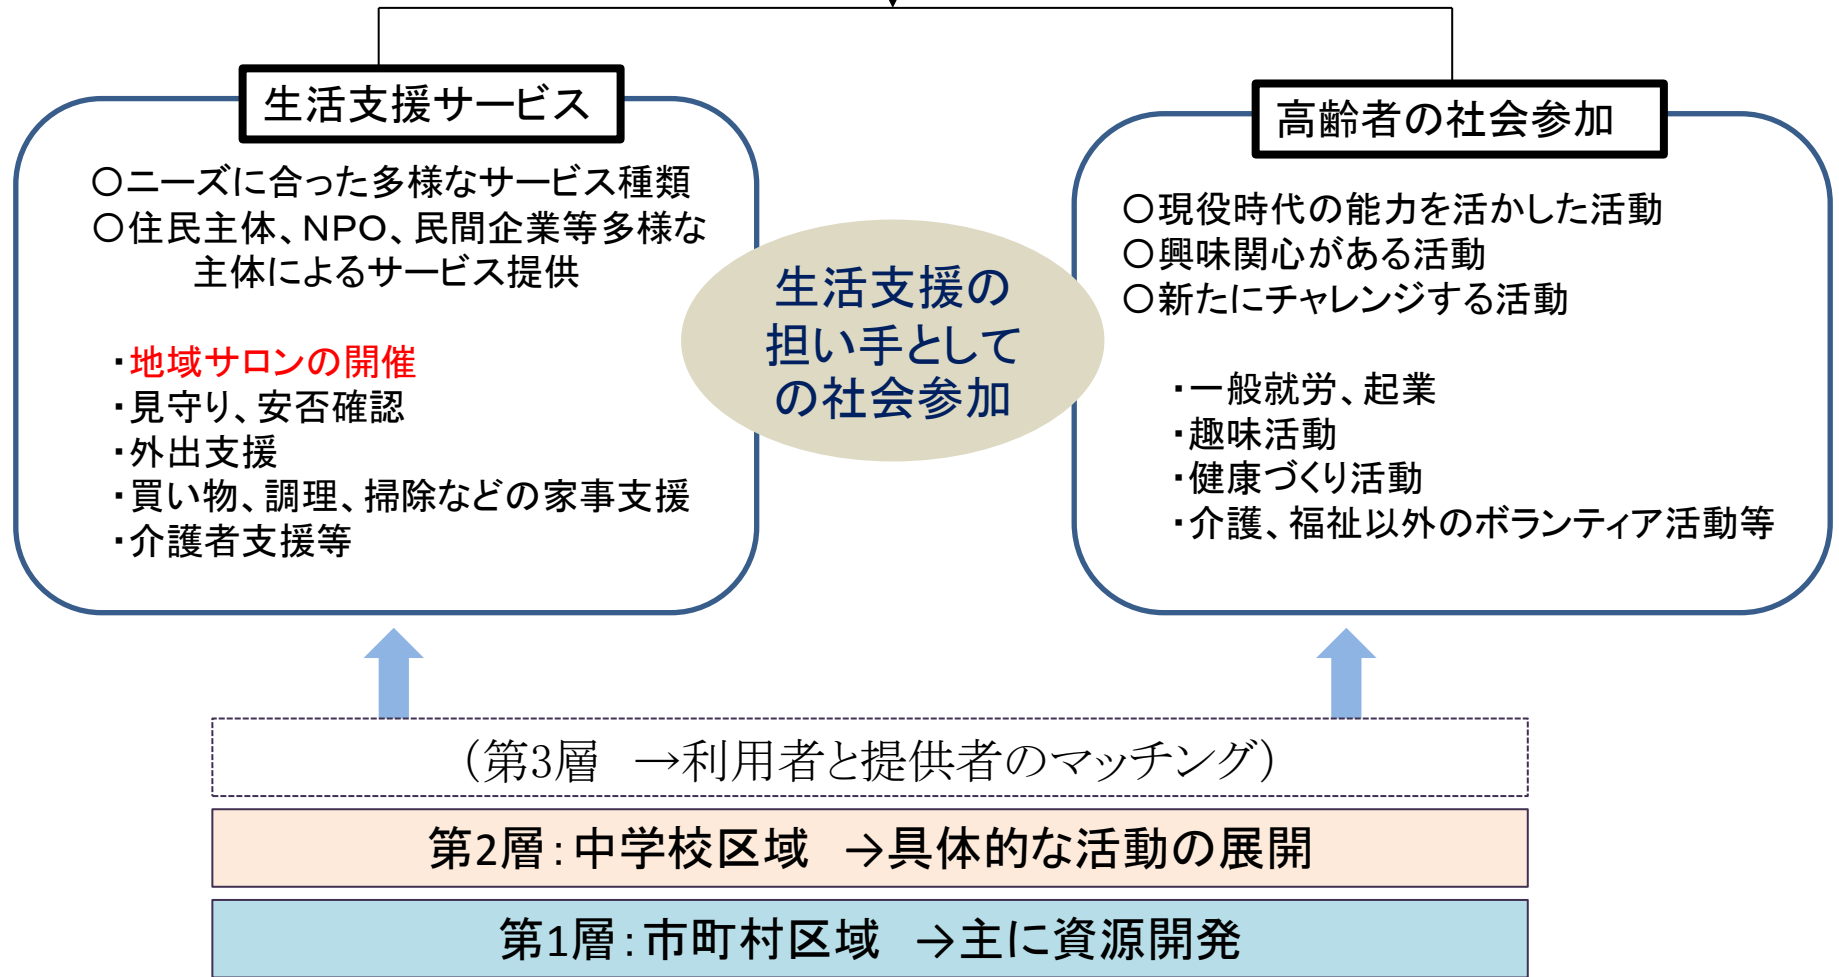 生活支援サービス
○ニーズに合った多様なサービス種類
○住民主体、NPO、民間企業等多様な
主体によるサービス提供
・地域サロンの開催
・見守り、安否確認
・外出支援
・買い物、調理、掃除などの家事支援
・介護者支援等
生活支援の
担い手として
の社会参加
高齢者の社会参加
○現役時代の能力を活かした活動
○興味関心がある活動
○新たにチャレンジする活動
・一般就労、起業
・趣味活動
・健康づくり活動
・介護、福祉以外のボランティア活動等
（第3層　→利用者と提供者のマッチング）
第2層：中学校区域　→具体的な活動の展開
第1層：市町村区域　→主に資源開発